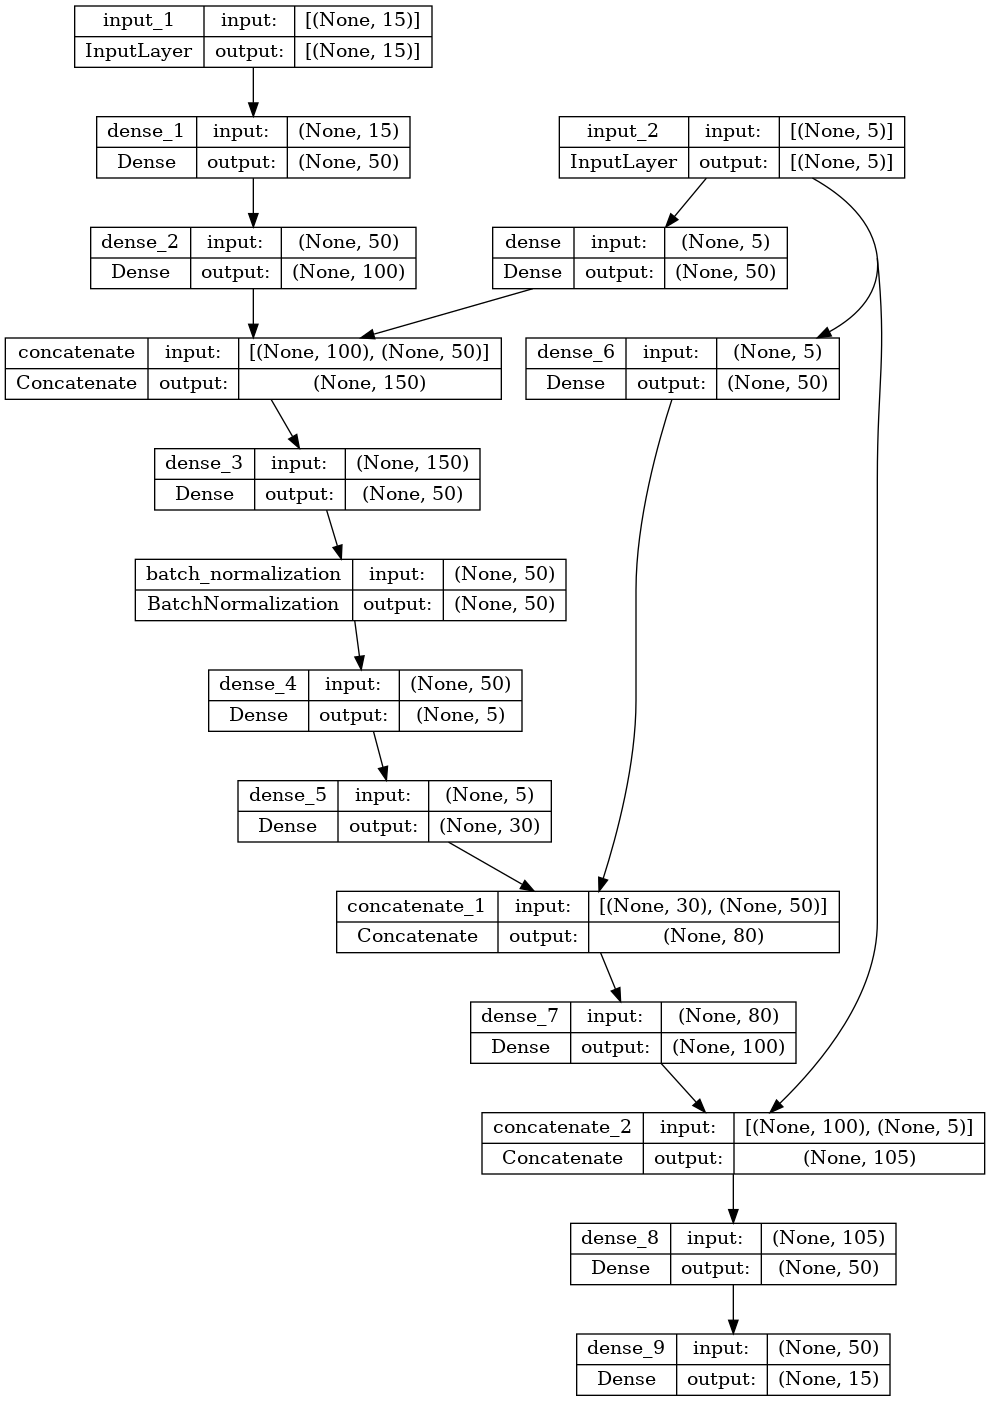 input_1 input: [(None, 15)]
InputLayer output: [(None, 15)]
dense_1 input: (None, 15)
Dense output: (None, 50)
input_2 input: [(None, 5)]
InputLayer output: [(None, 5)]
dense_2 input: (None, 50)
Dense output: (None, 100)
dense input: (None, 5)
Dense output: (None, 50)
concatenate input: [(None, 100), (None, 50)]
Concatenate output: (None, 150)
dense_6 input: (None, 5)
Dense output: (None, 50)
dense_3 input: (None, 150)
Dense output: (None, 50)
batch_normalization input: (None, 50)
BatchNormalization output: (None, 50)
dense_4 input: (None, 50)
Dense output: (None, 5)
dense_5 input: (None, 5)
Dense output: (None, 30)
concatenate_1 input: [(None, 30), (None, 50)]
Concatenate output: (None, 80)
dense_7 input: (None, 80)
Dense output: (None, 100)
concatenate_2 input: [(None, 100), (None, 5)]
Concatenate output: (None, 105)
dense_8 input: (None, 105)
Dense output: (None, 50)
dense_9 input: (None, 50)
Dense output: (None, 15)